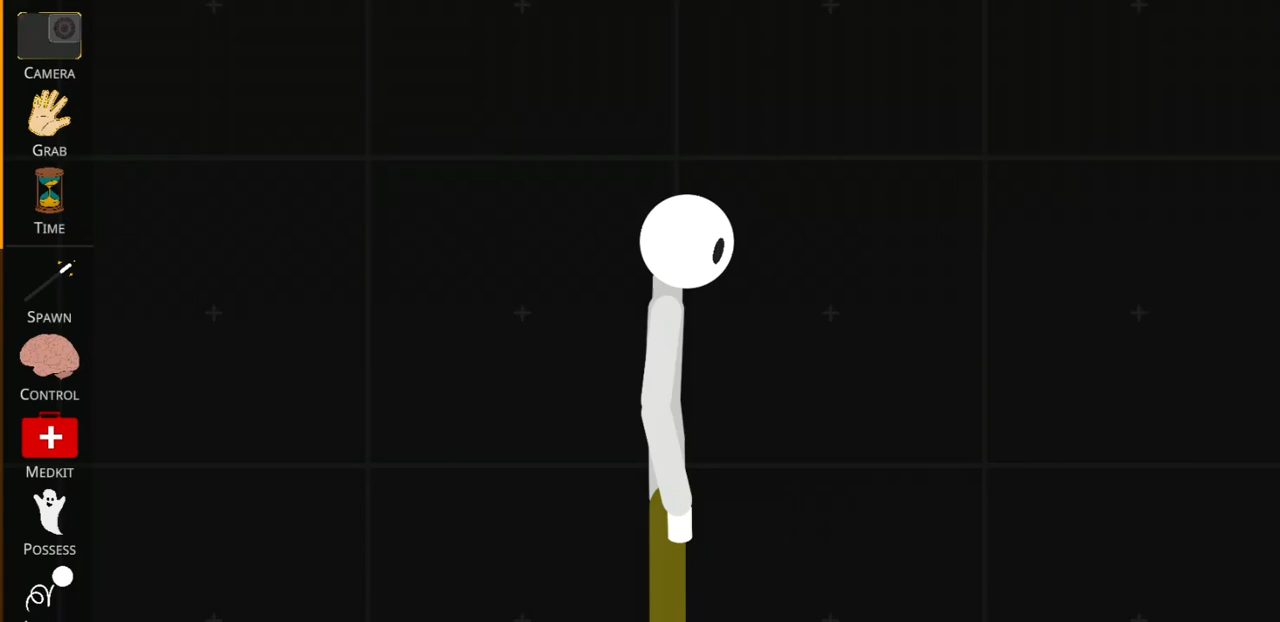 CAMERA
GRAB
TIME
SPAWN
CONTROL
MEDKIT
POSSESS